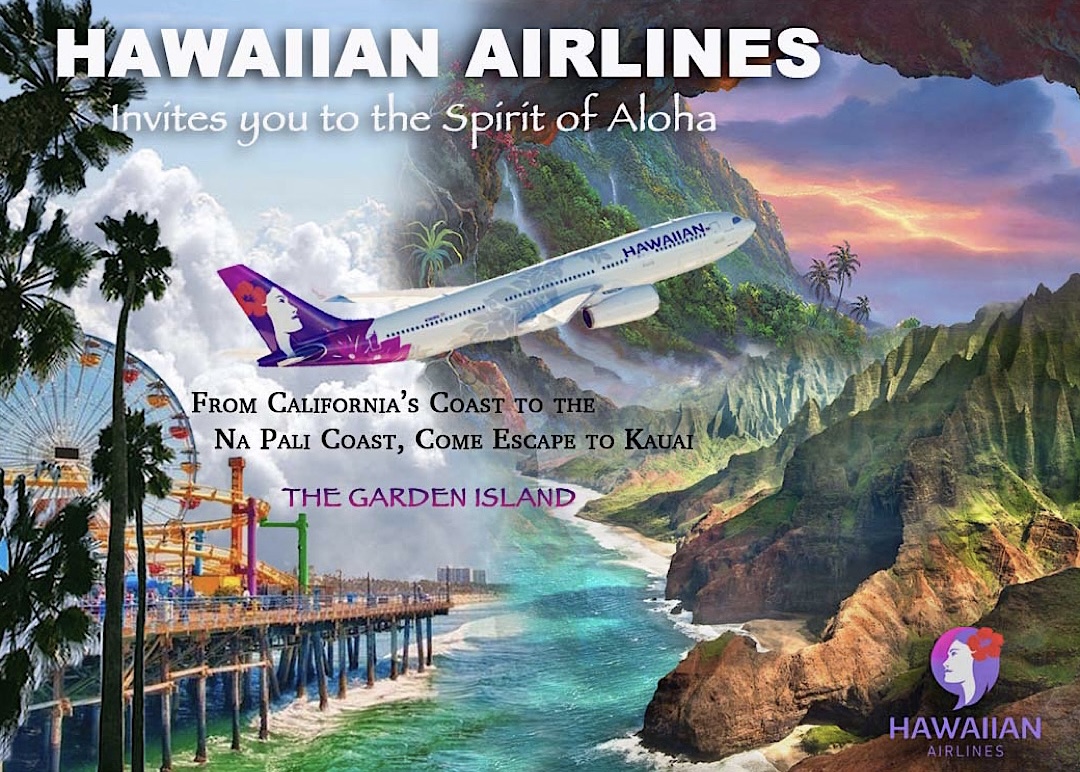 HAWAIIAN AIRLINES
Invites you to the Spirit of Aloha
HAWAIIAN
From California's Coast to the
Na Pali Coast, Come Escape to Kauai
THE GARDEN ISLAND
HAWAIIAN
AIRLINES